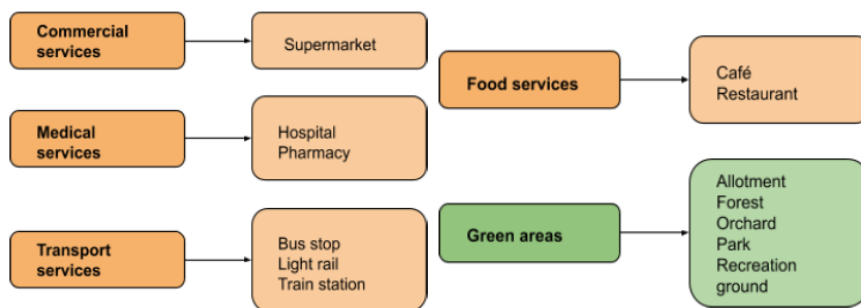 Commercial
services
Supermarket
Medical
services
Hospital
Pharmacy
Transport
services
Bus stop
Light rail
Train station
Food services
Café
Restaurant
Green areas
Allotment
Forest
Orchard
Park
Recreation
ground